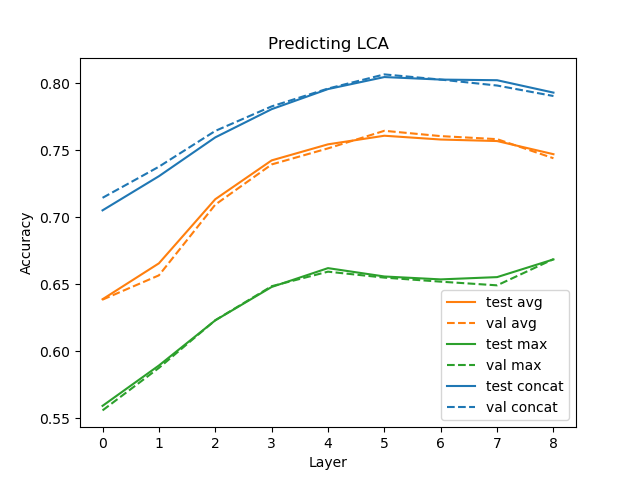 Predicting LCA
Accuracy
0.80
0.75
0.70
0.65
0.60
0.55
test avg
val avg
test max
val max
test concat
val concat
0 1 2 3 4 5 6 7 8
Layer